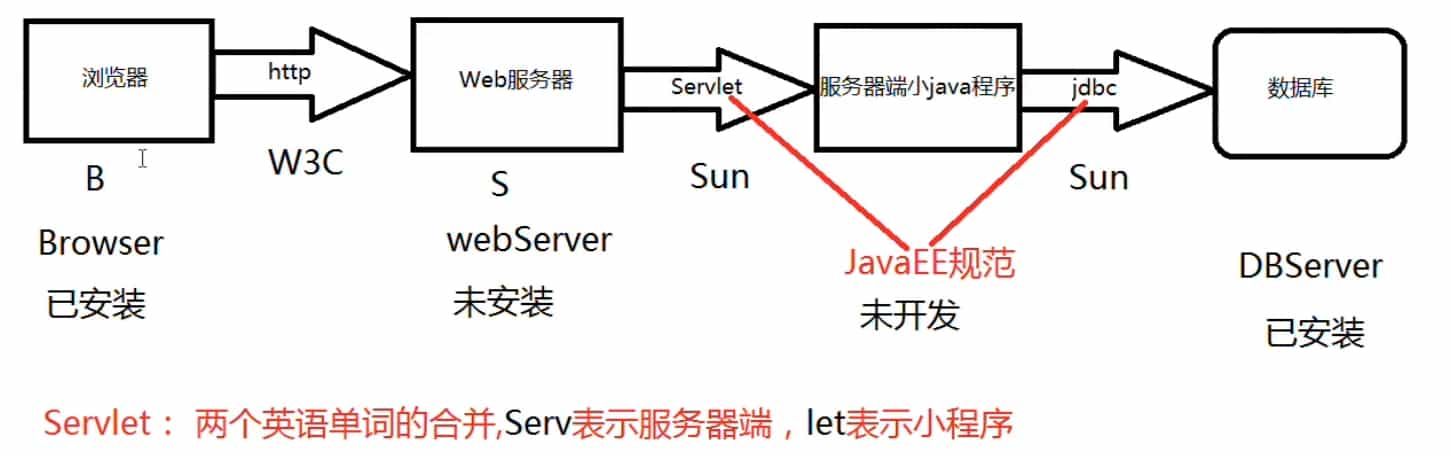 浏览器
http
Web服务器
Servlet
服务器端小java程序
jdbc
数据库
B
W3C
S
Sun
Sun
Browser
webServer
JavaEE规范
DBServer
已安装
未安装
未开发
已安装
Servlet： 两个英语单词的合并,Serv表示服务器端，let表示小程序